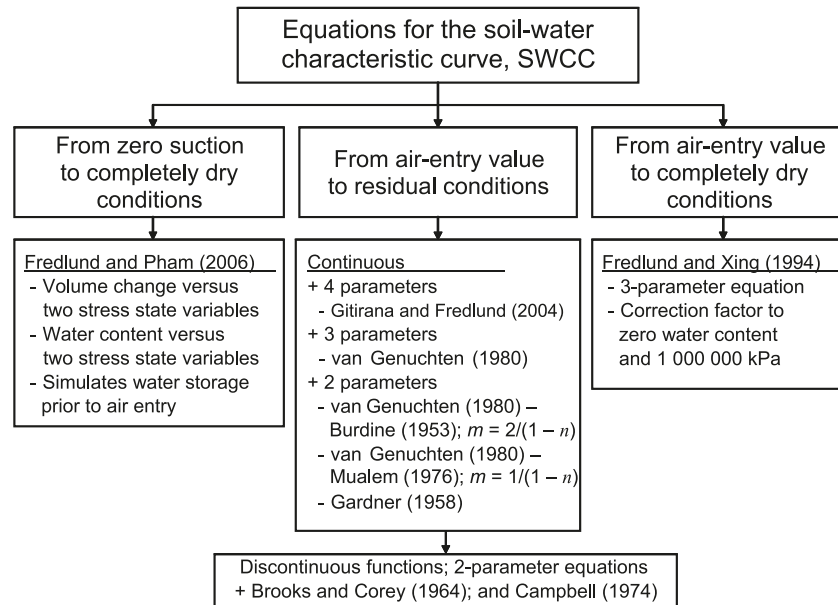 Equations for the soil-water
characteristic curve, SWCC
From zero suction
to completely dry
conditions
From air-entry value
to residual conditions
From air-entry value
to completely dry
conditions
Fredlund and Pham (2006)
- Volume change versus
two stress state variables
- Water content versus
two stress state variables
- Simulates water storage
prior to air entry
Continuous
+ 4 parameters
- Gitirana and Fredlund (2004)
+ 3 parameters
- van Genuchten (1980)
+ 2 parameters
- van Genuchten (1980) –
Burdine (1953); m = 2/(1 – n)
- van Genuchten (1980) –
Mualem (1976); m = 1/(1 – n)
- Gardner (1958)
Fredlund and Xing (1994)
- 3-parameter equation
- Correction factor to
zero water content
and 1 000 000 kPa
Discontinuous functions; 2-parameter equations
+ Brooks and Corey (1964); and Campbell (1974)